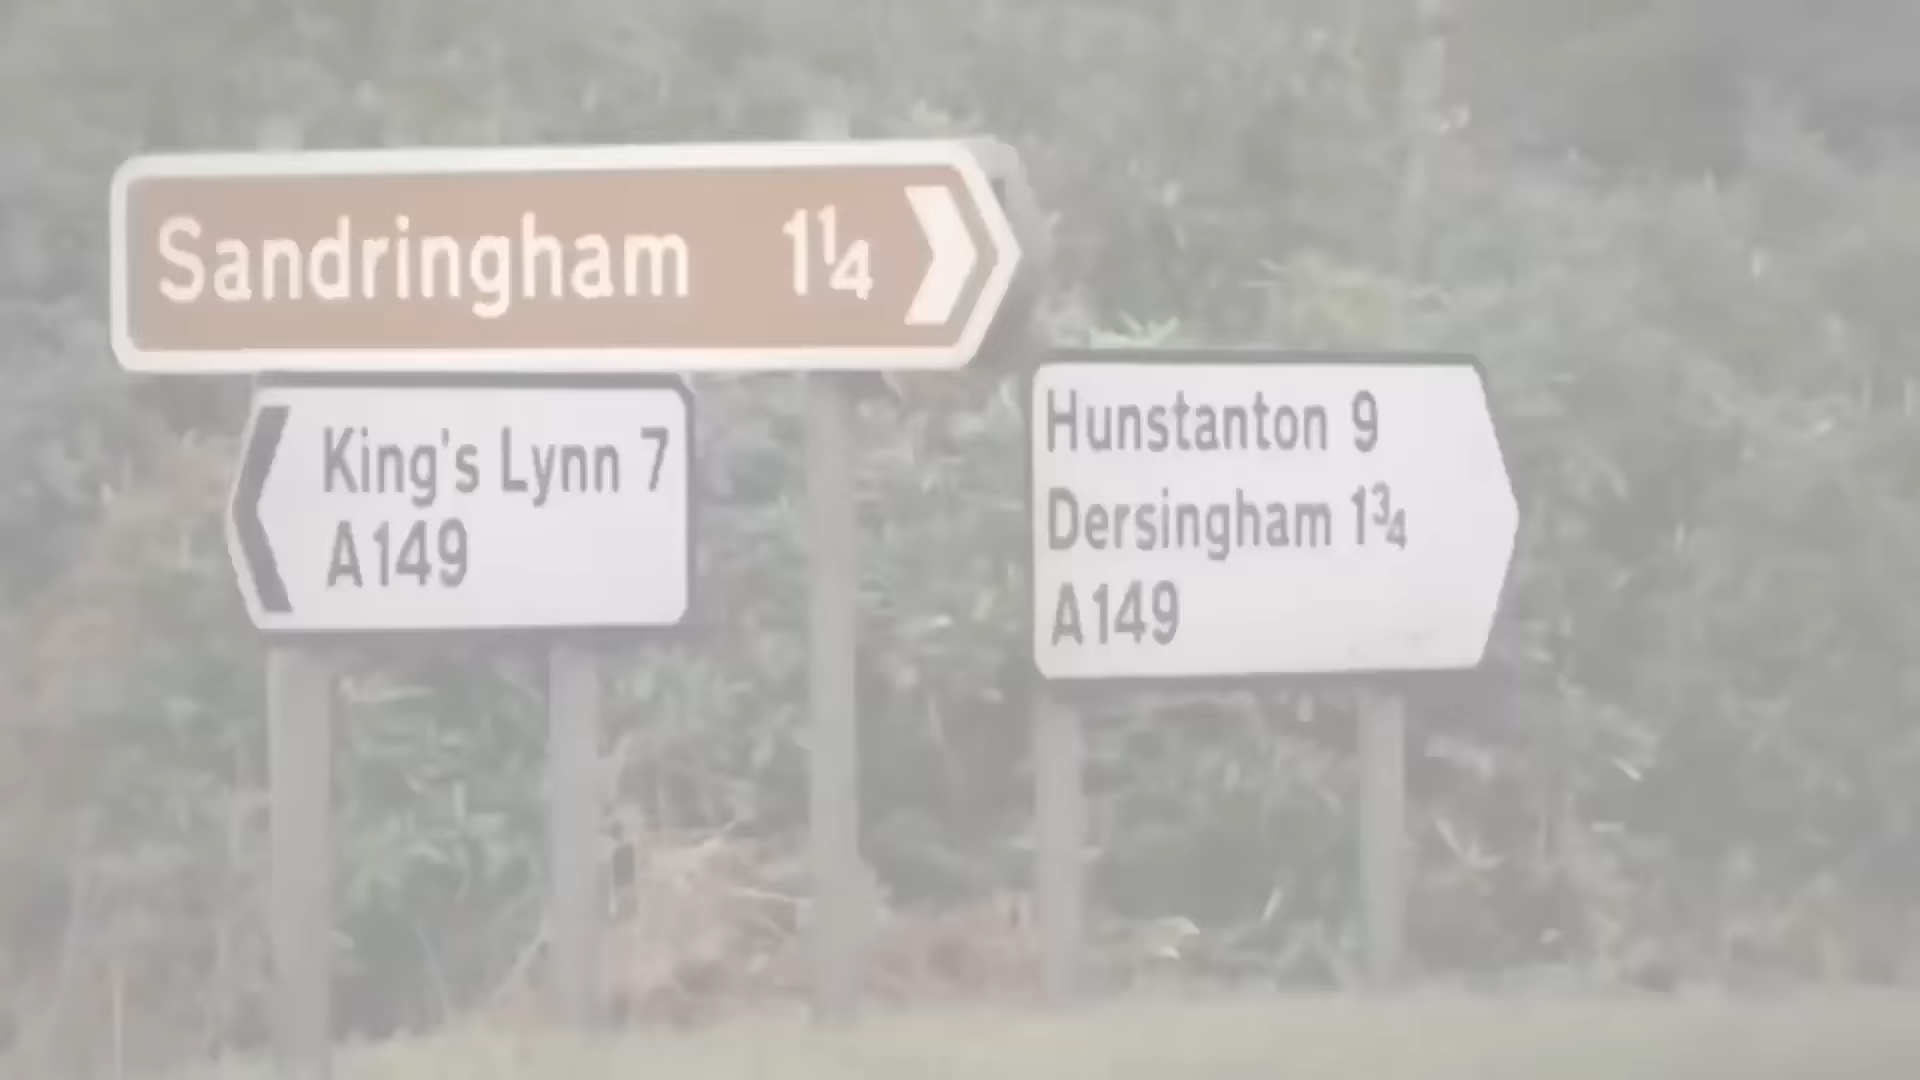 Sandringham 1¼
King's Lynn 7
A149
Hunstanton 9
Dersingham 1¾
A149